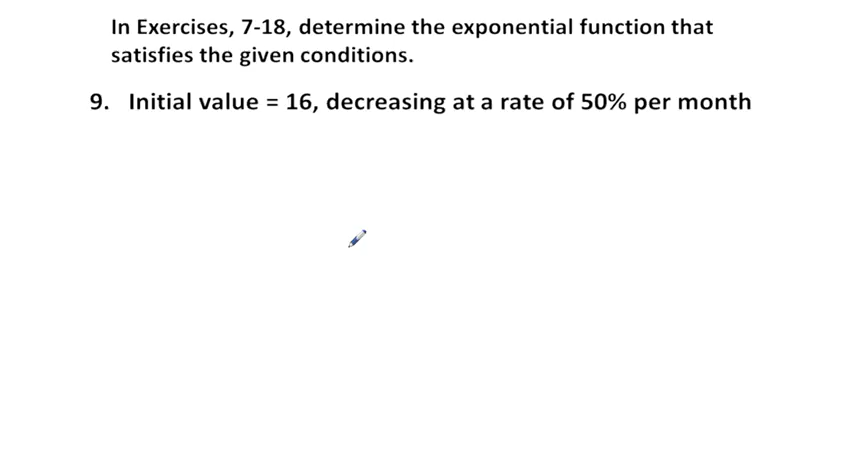 In Exercises, 7-18, determine the exponential function that
satisfies the given conditions.
9. Initial value = 16, decreasing at a rate of 50% per month